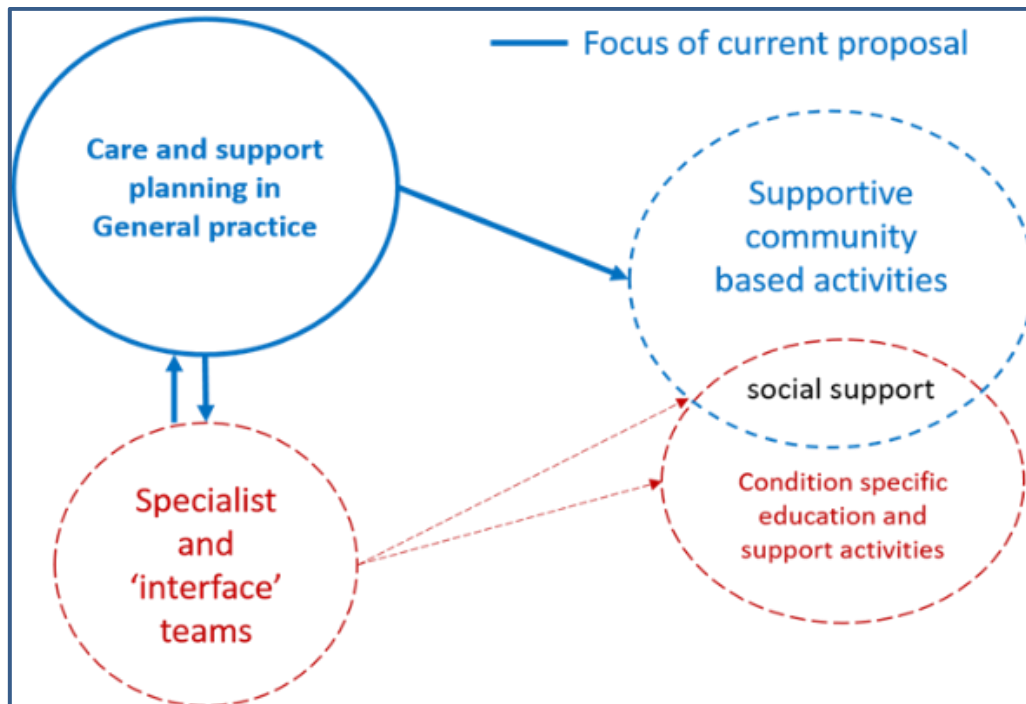 Focus of current proposal
Care and support
planning in
General practice
Supportive
community
based activities
social support
Specialist
and
‘interface’
teams
Condition specific
education and
support activities